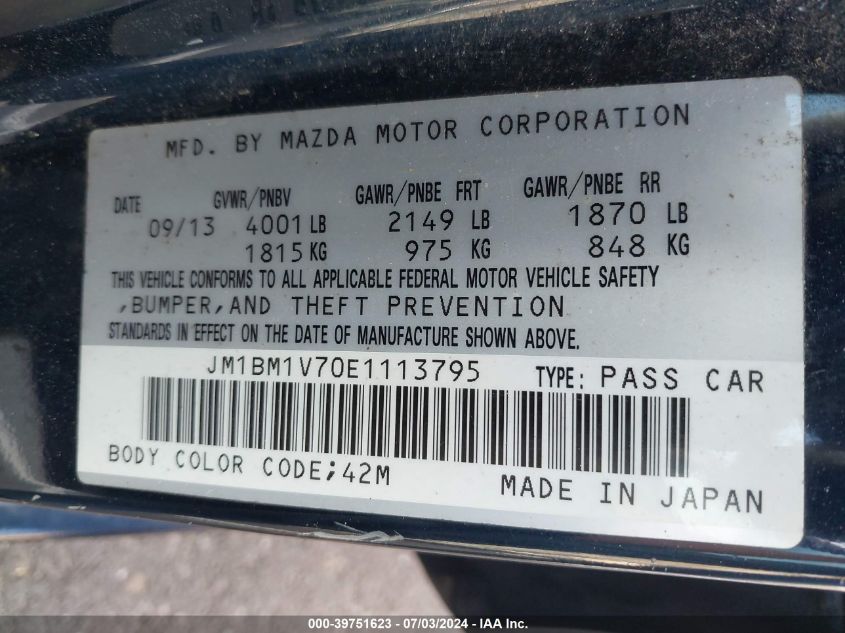 MFD. BY MAZDA MOTOR CORPORATION
DATE GVWR/PNBV GAWR/PNBE FRT GAWR/PNBE RR
09/13 4001 LB 2149 LB 1870 LB
1815 KG 975 KG 848 KG
THIS VEHICLE CONFORMS TO ALL APPLICABLE FEDERAL MOTOR VEHICLE SAFETY
,BUMPER,AND THEFT PREVENTION
STANDARDS IN EFFECT ON THE DATE OF MANUFACTURE SHOWN ABOVE.
JM1BM1V70E1113795 TYPE: PASS CAR
BODY COLOR CODE;42M
MADE IN JAPAN
000-39751623 - 07/03/2024 - IAA Inc.